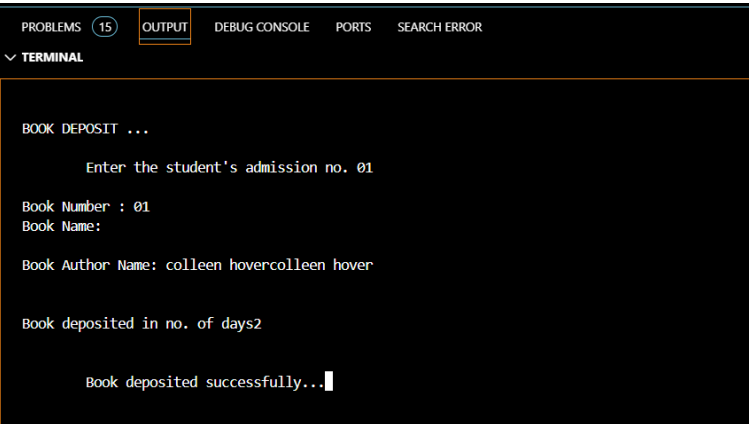 PROBLEMS 15 OUTPUT DEBUG CONSOLE PORTS SEARCH ERROR
TERMINAL
BOOK DEPOSIT ...
Enter the student's admission no. 01
Book Number : 01
Book Name:
Book Author Name: colleen hovercolleen hover
Book deposited in no. of days2
Book deposited successfully...